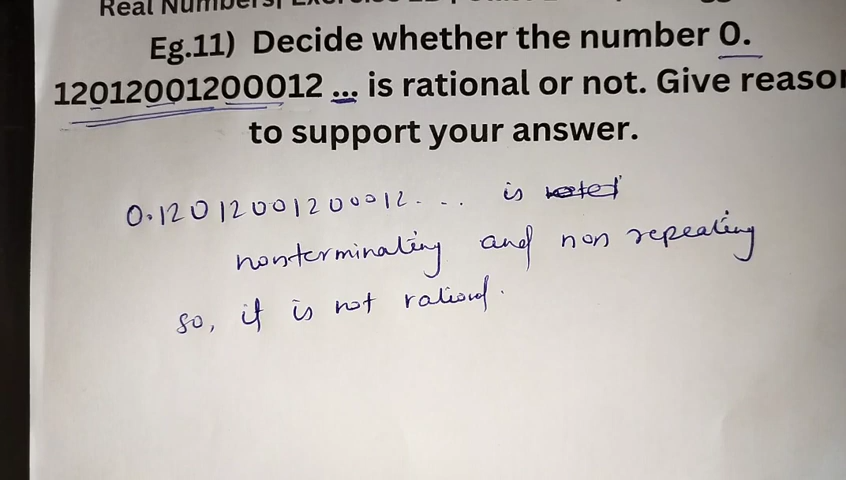 Real Numbers| Exercise
Eg.11) Decide whether the number 0.
12012001200012 ... is rational or not. Give reason
to support your answer.
0.12012001200012... is
nonterminating and non repeating
so, it is not rational.